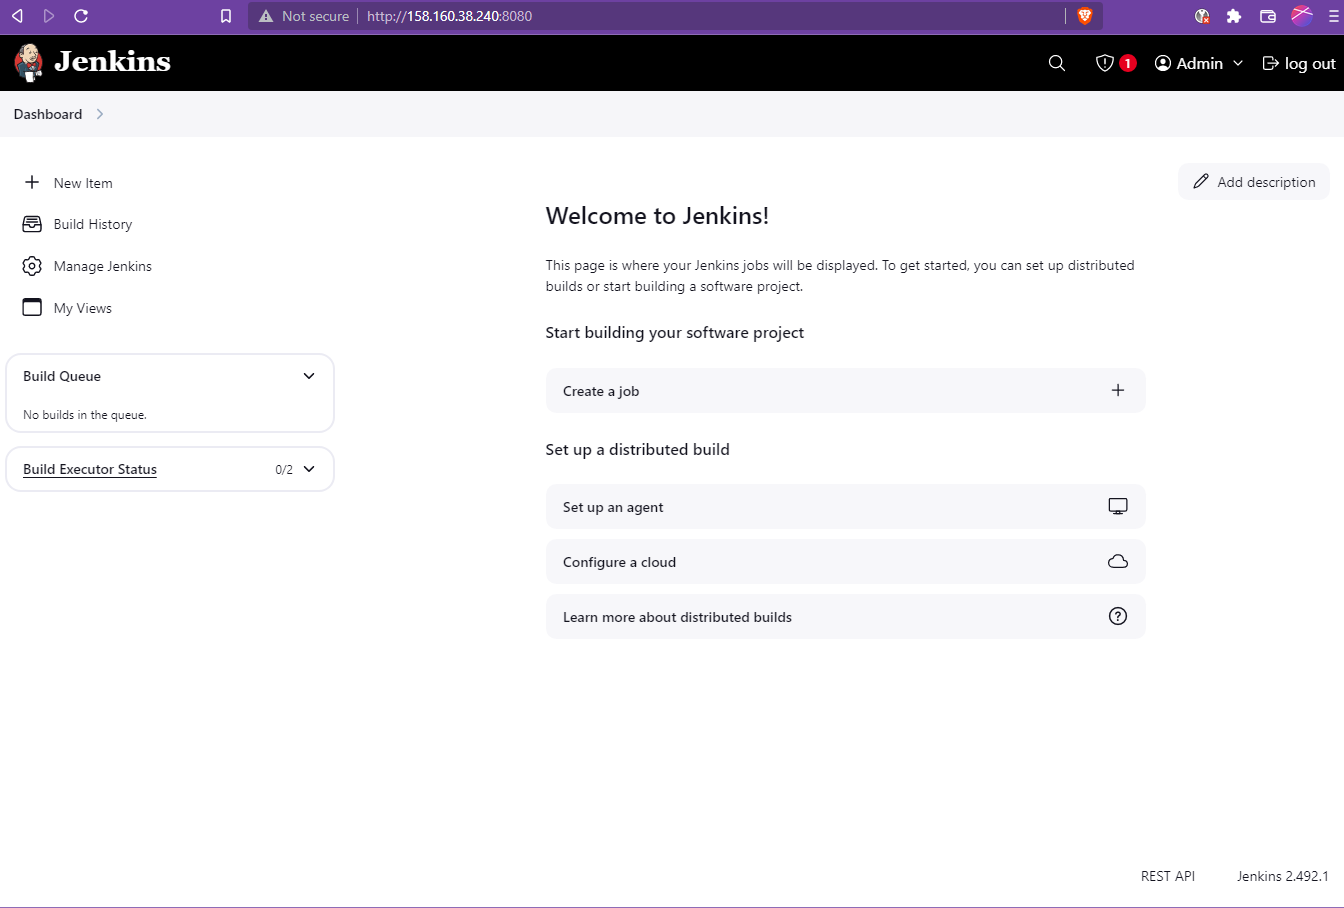 Not secure http://158.160.38.240:8080
Jenkins 1 Admin log out
Dashboard
New Item
Build History
Manage Jenkins
My Views
Build Queue
No builds in the queue.
Build Executor Status 0/2
Add description
Welcome to Jenkins!
This page is where your Jenkins jobs will be displayed. To get started, you can set up distributed
builds or start building a software project.
Start building your software project
Create a job
Set up a distributed build
Set up an agent
Configure a cloud
Learn more about distributed builds
REST API Jenkins 2.492.1